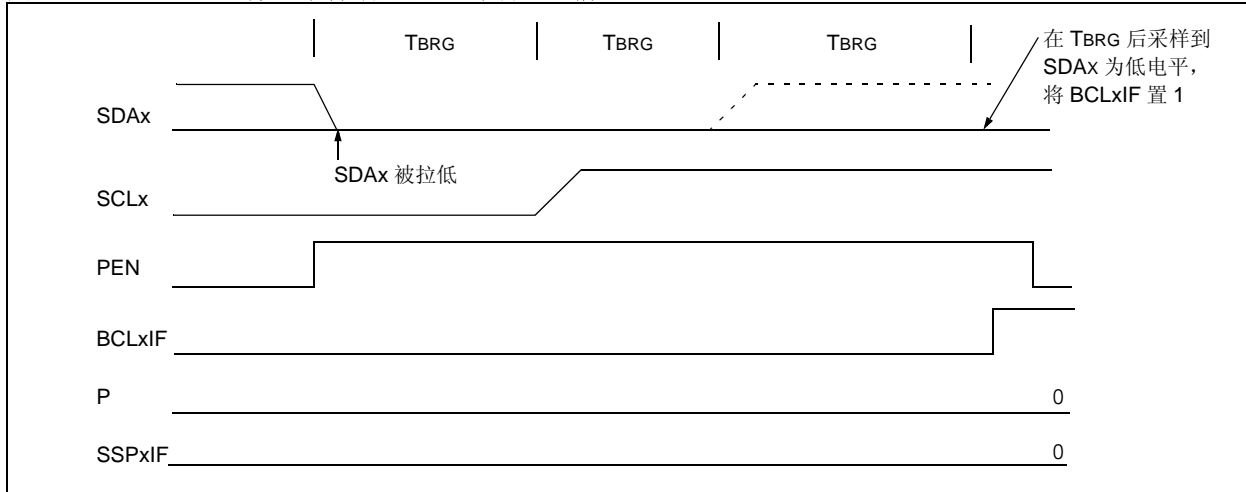 TBRG
TBRG
TBRG
在 TBRG 后采样到
SDAx 为低电平，
将 BCLxIF 置 1
SDAx
SDAx 被拉低
SCLx
PEN
BCLxIF
P
0
SSPxIF
0